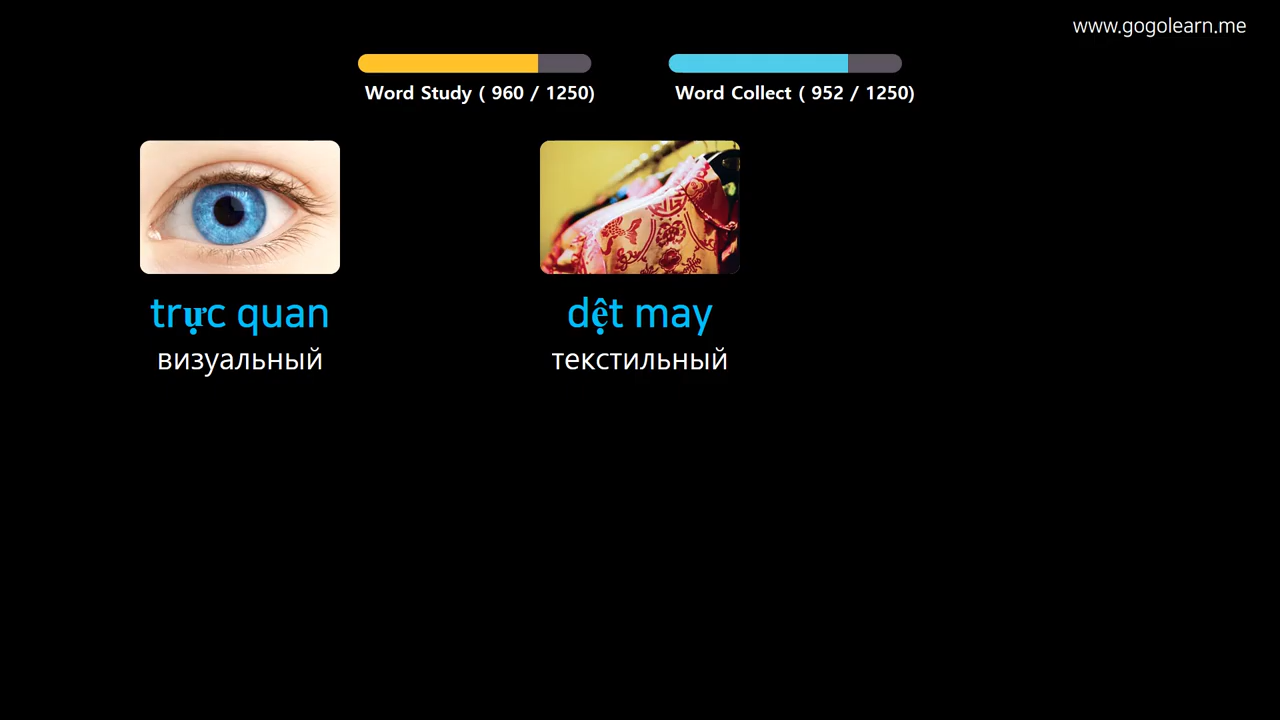 www.gogolearn.me
Word Study ( 960 / 1250)
Word Collect ( 952 / 1250)
trực quan
визуальный
dệt may
текстильный